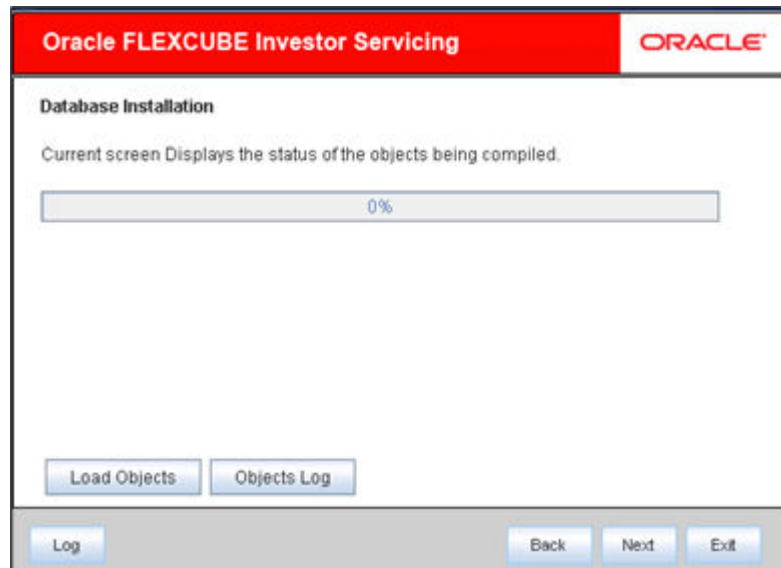 Oracle FLEXCUBE Investor Servicing
ORACLE
Database Installation
Current screen Displays the status of the objects being compiled.
0%
Load Objects
Objects Log
Log
Back
Next
Exit